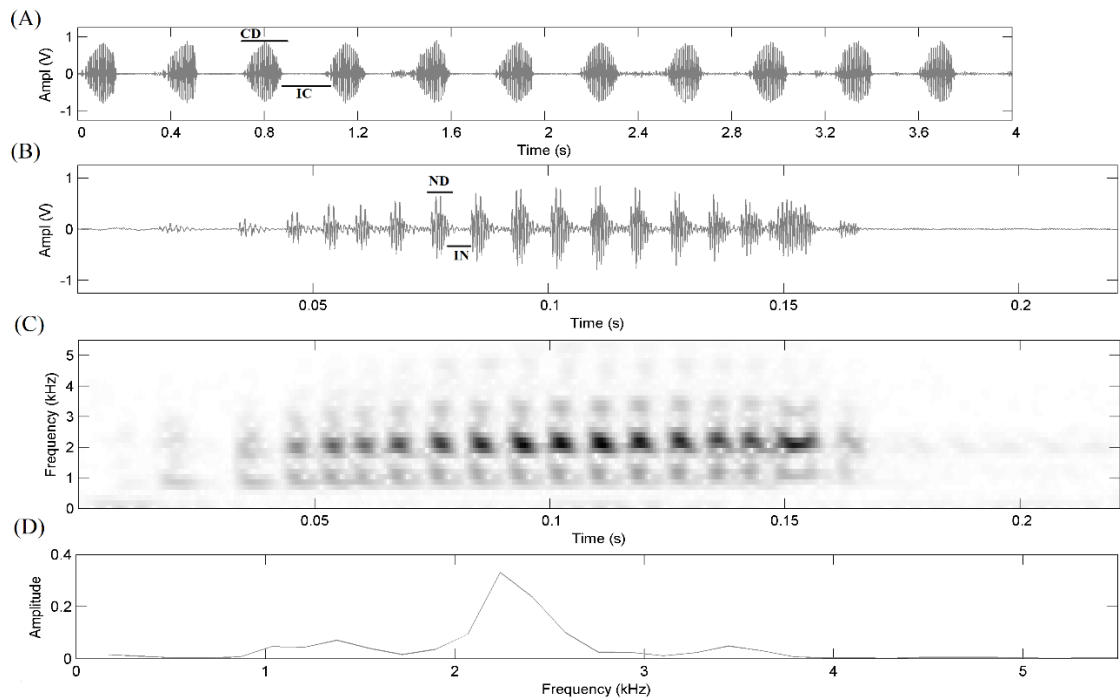 (A)
Ampl (V)
1
0
-1
CD
IC
0 0.4 0.8 1.2 1.6 2 2.4 2.8 3.2 3.6 4
Time (s)
(B)
Ampl (V)
1
0
-1
ND
IN
0.05 0.1 0.15 0.2
Time (s)
(C)
Frequency (kHz)
5
4
3
2
1
0
0.05 0.1 0.15 0.2
Time (s)
(D)
Amplitude
0.4
0.2
0
0 1 2 3 4 5
Frequency (kHz)